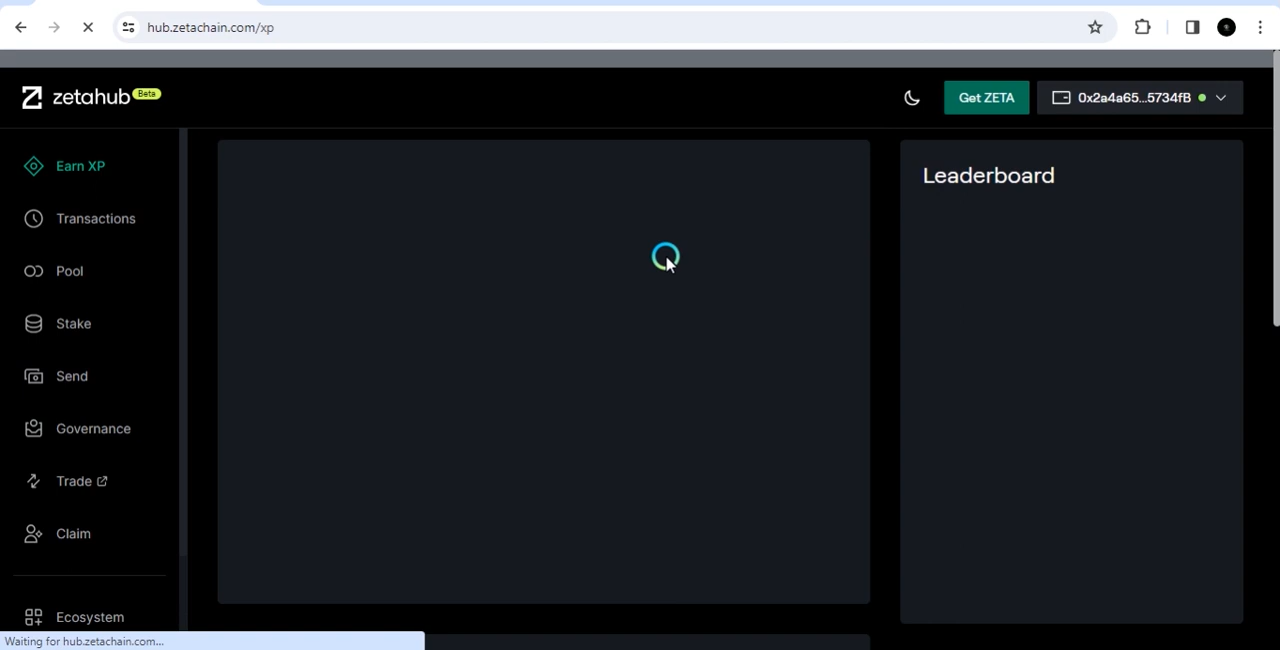 hub.zetachain.com/xp
zetahub Beta
Get ZETA
0x2a4a65...5734fB
Earn XP
Leaderboard
Transactions
Pool
Stake
Send
Governance
Trade
Claim
Ecosystem
Waiting for hub.zetachain.com...